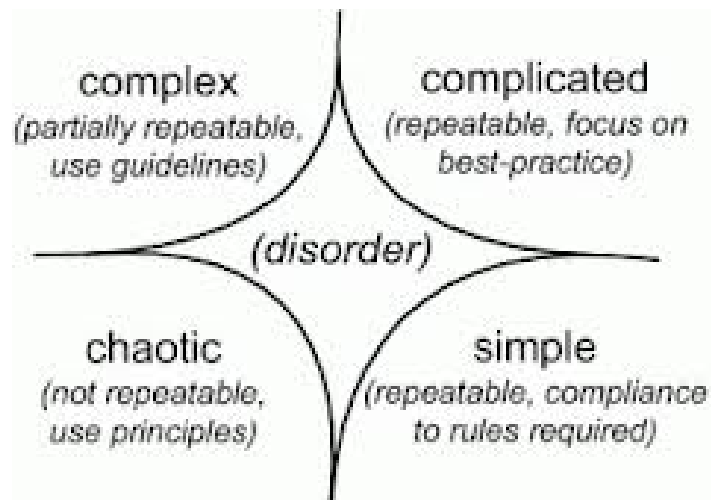 complex
(partially repeatable,
use guidelines)
complicated
(repeatable, focus on
best-practice)
(disorder)
chaotic
(not repeatable,
use principles)
simple
(repeatable, compliance
to rules required)